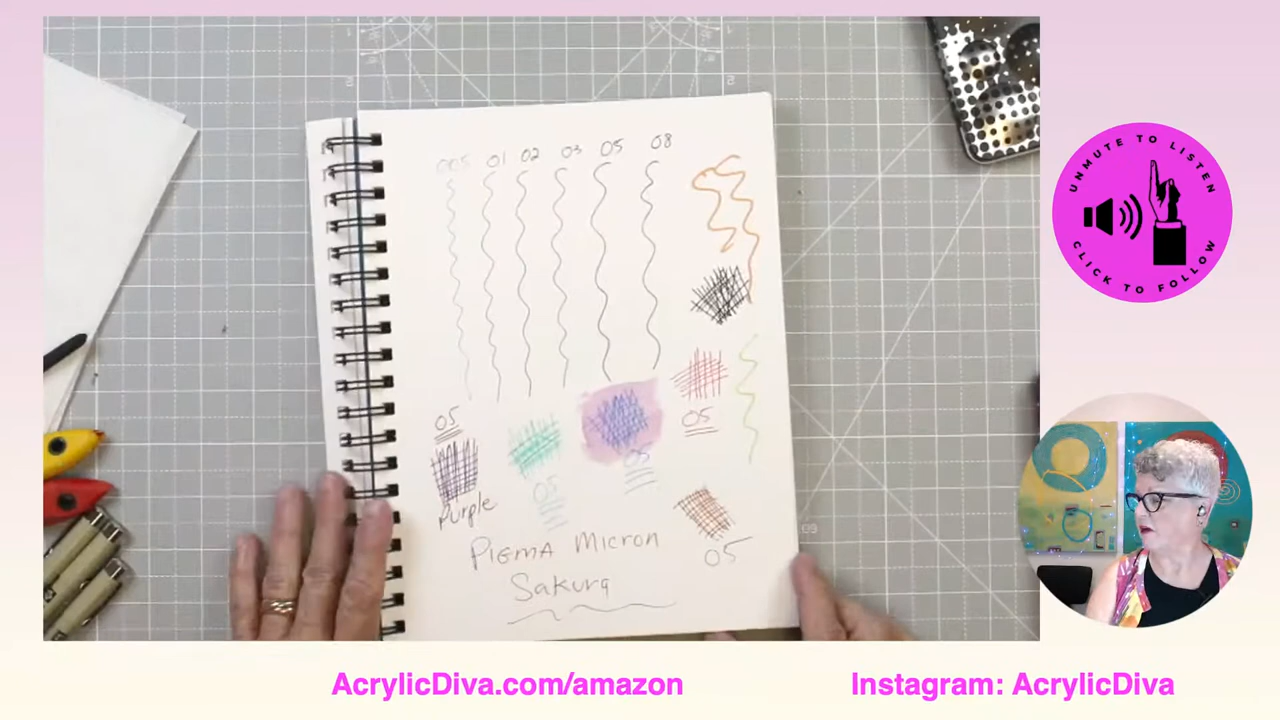 005 01 02 03 05 08
05
05
05
05
Purple
05
PIGMA MICRON
Sakura
UNMUTE TO LISTEN
CLICK TO FOLLOW
AcrylicDiva.com/amazon
Instagram: AcrylicDiva